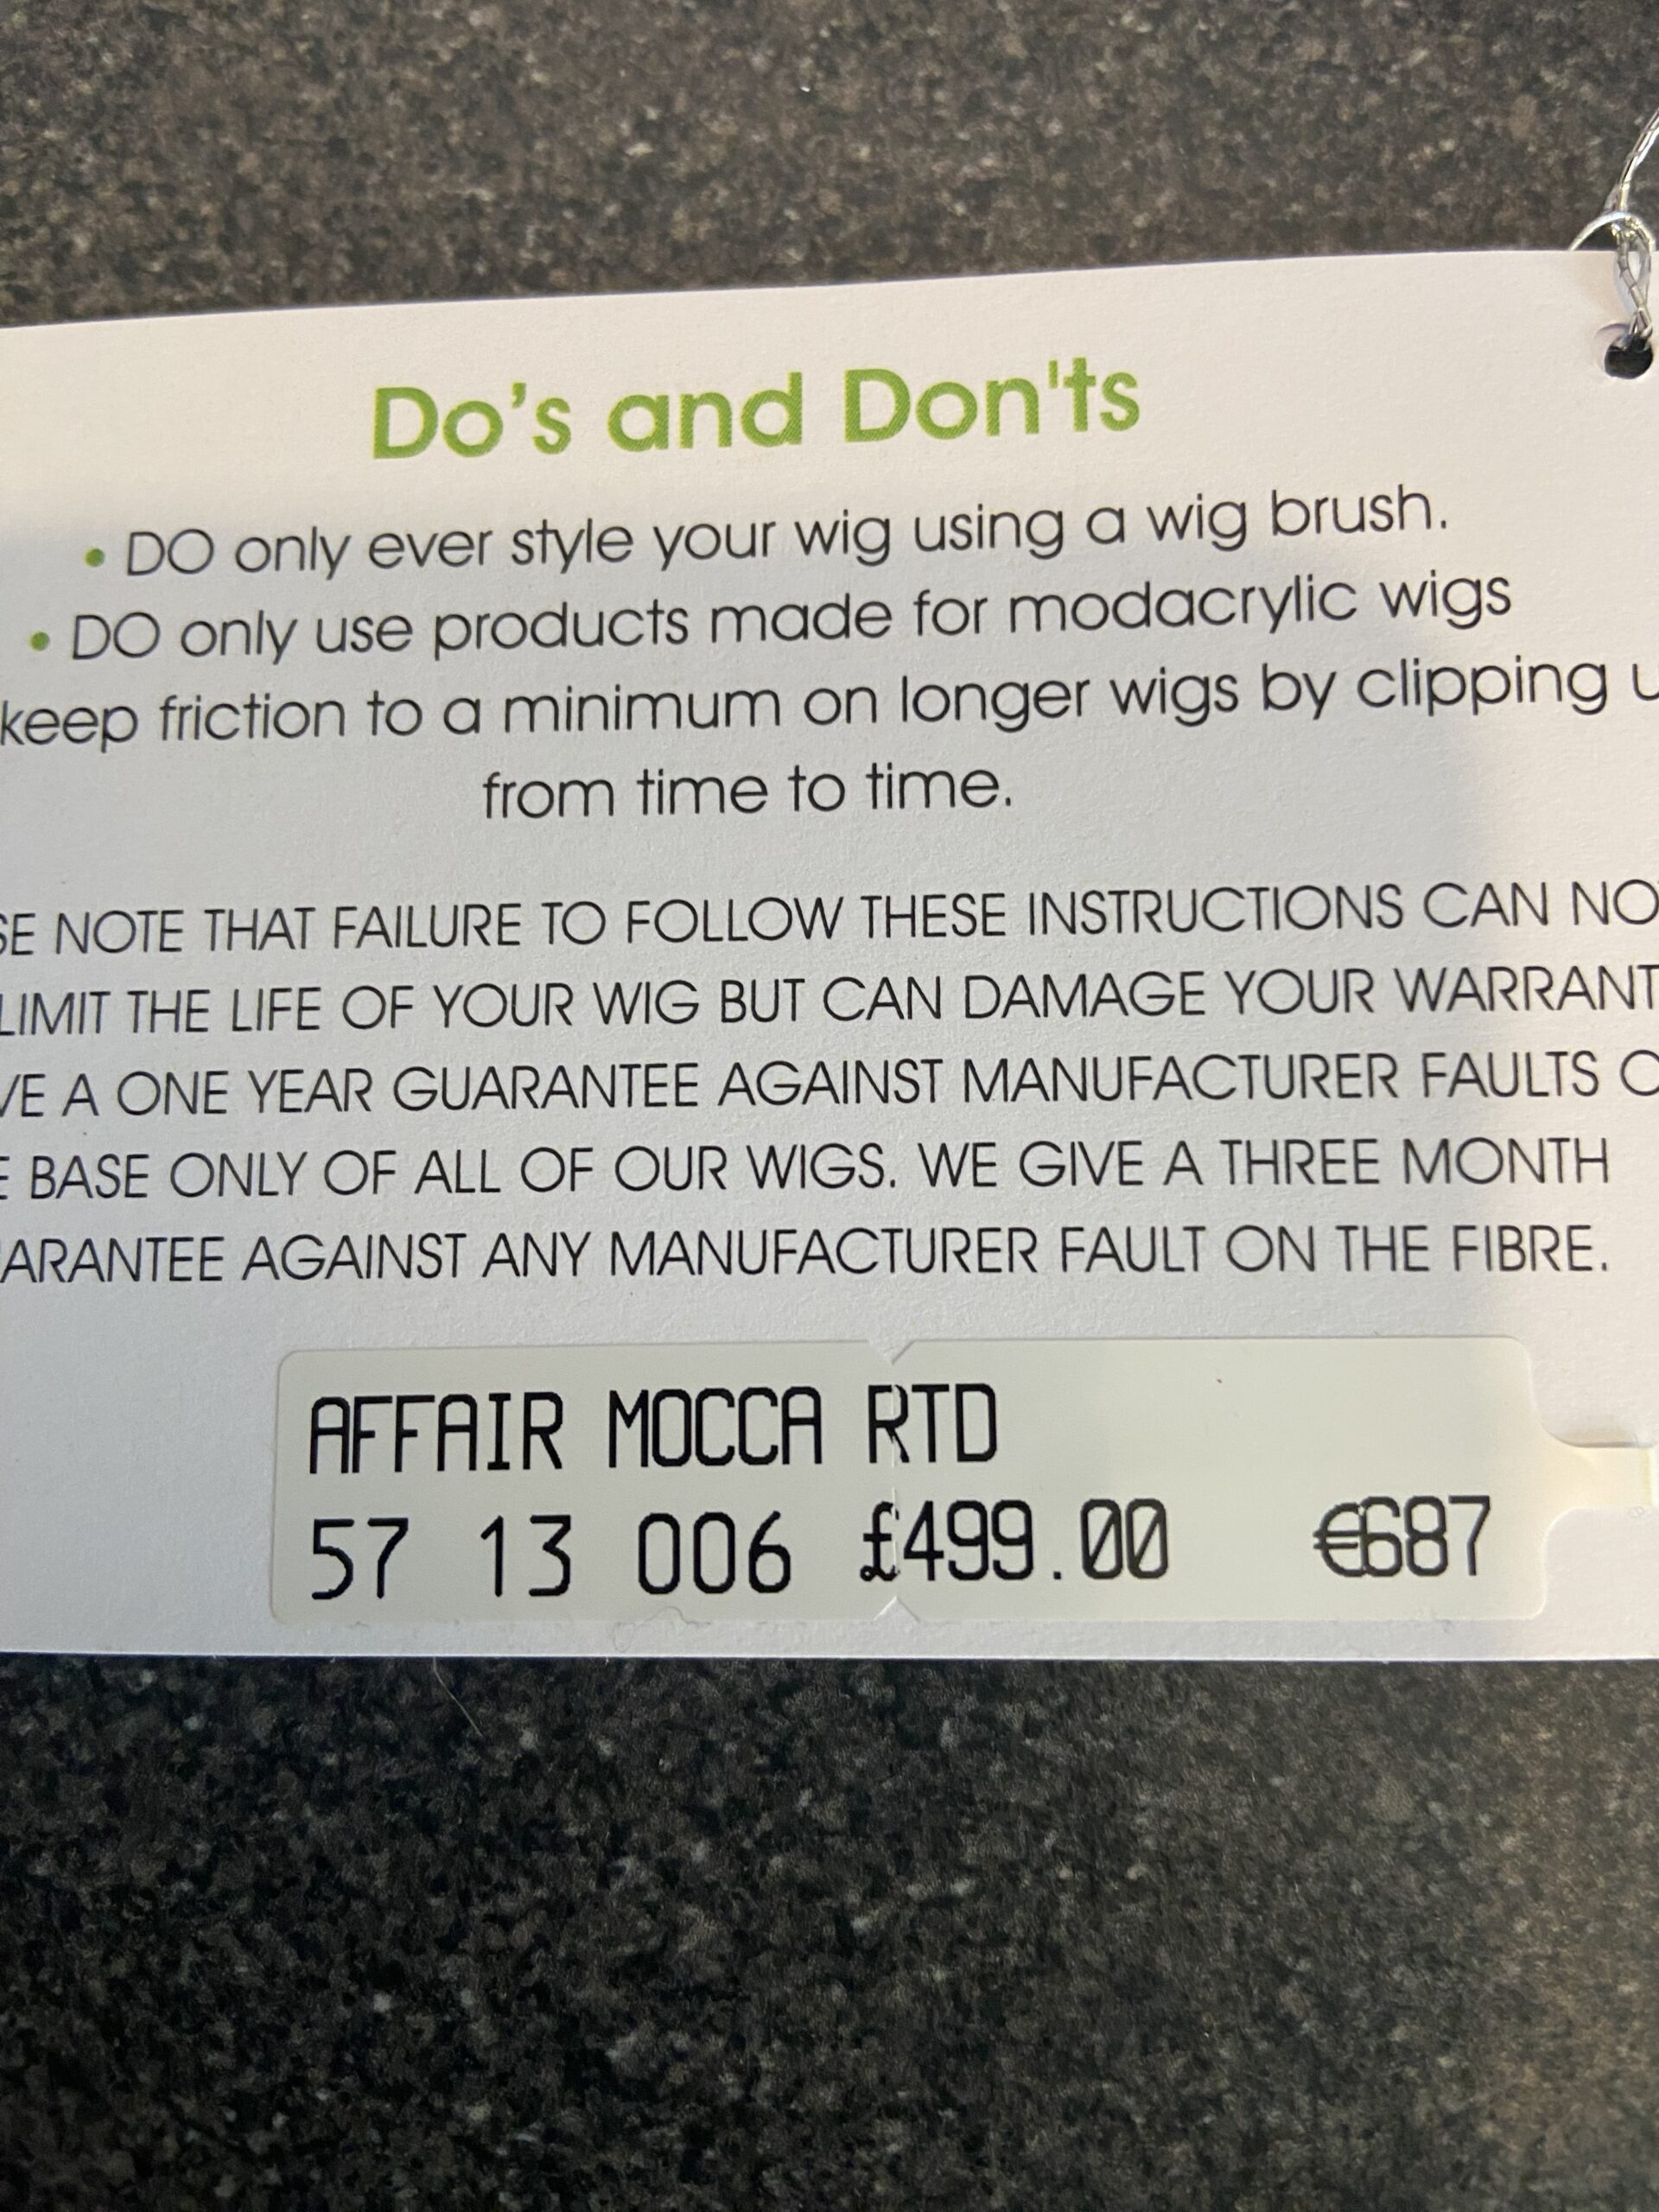 Do's and Don'ts
• DO only ever style your wig using a wig brush.
• DO only use products made for modacrylic wigs
keep friction to a minimum on longer wigs by clipping
from time to time.
NOTE THAT FAILURE TO FOLLOW THESE INSTRUCTIONS CAN
LIMIT THE LIFE OF YOUR WIG BUT CAN DAMAGE YOUR WARRANT
VE A ONE YEAR GUARANTEE AGAINST MANUFACTURER FAULTS
BASE ONLY OF ALL OF OUR WIGS. WE GIVE A THREE MONTH
ARANTEE AGAINST ANY MANUFACTURER FAULT ON THE FIBRE.
AFFAIR MOCCA RTD
57 13 006 £499.00 €687